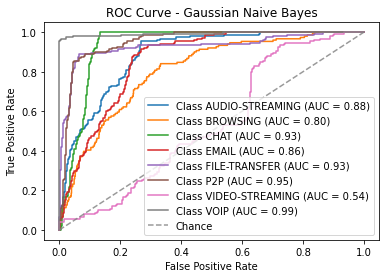 ROC Curve - Gaussian Naive Bayes
True Positive Rate
1.0
0.8
0.6
0.4
0.2
0.0
Class AUDIO-STREAMING (AUC = 0.88)
Class BROWSING (AUC = 0.80)
Class CHAT (AUC = 0.93)
Class EMAIL (AUC = 0.86)
Class FILE-TRANSFER (AUC = 0.93)
Class P2P (AUC = 0.95)
Class VIDEO-STREAMING (AUC = 0.54)
Class VOIP (AUC = 0.99)
Chance
0.0 0.2 0.4 0.6 0.8 1.0
False Positive Rate